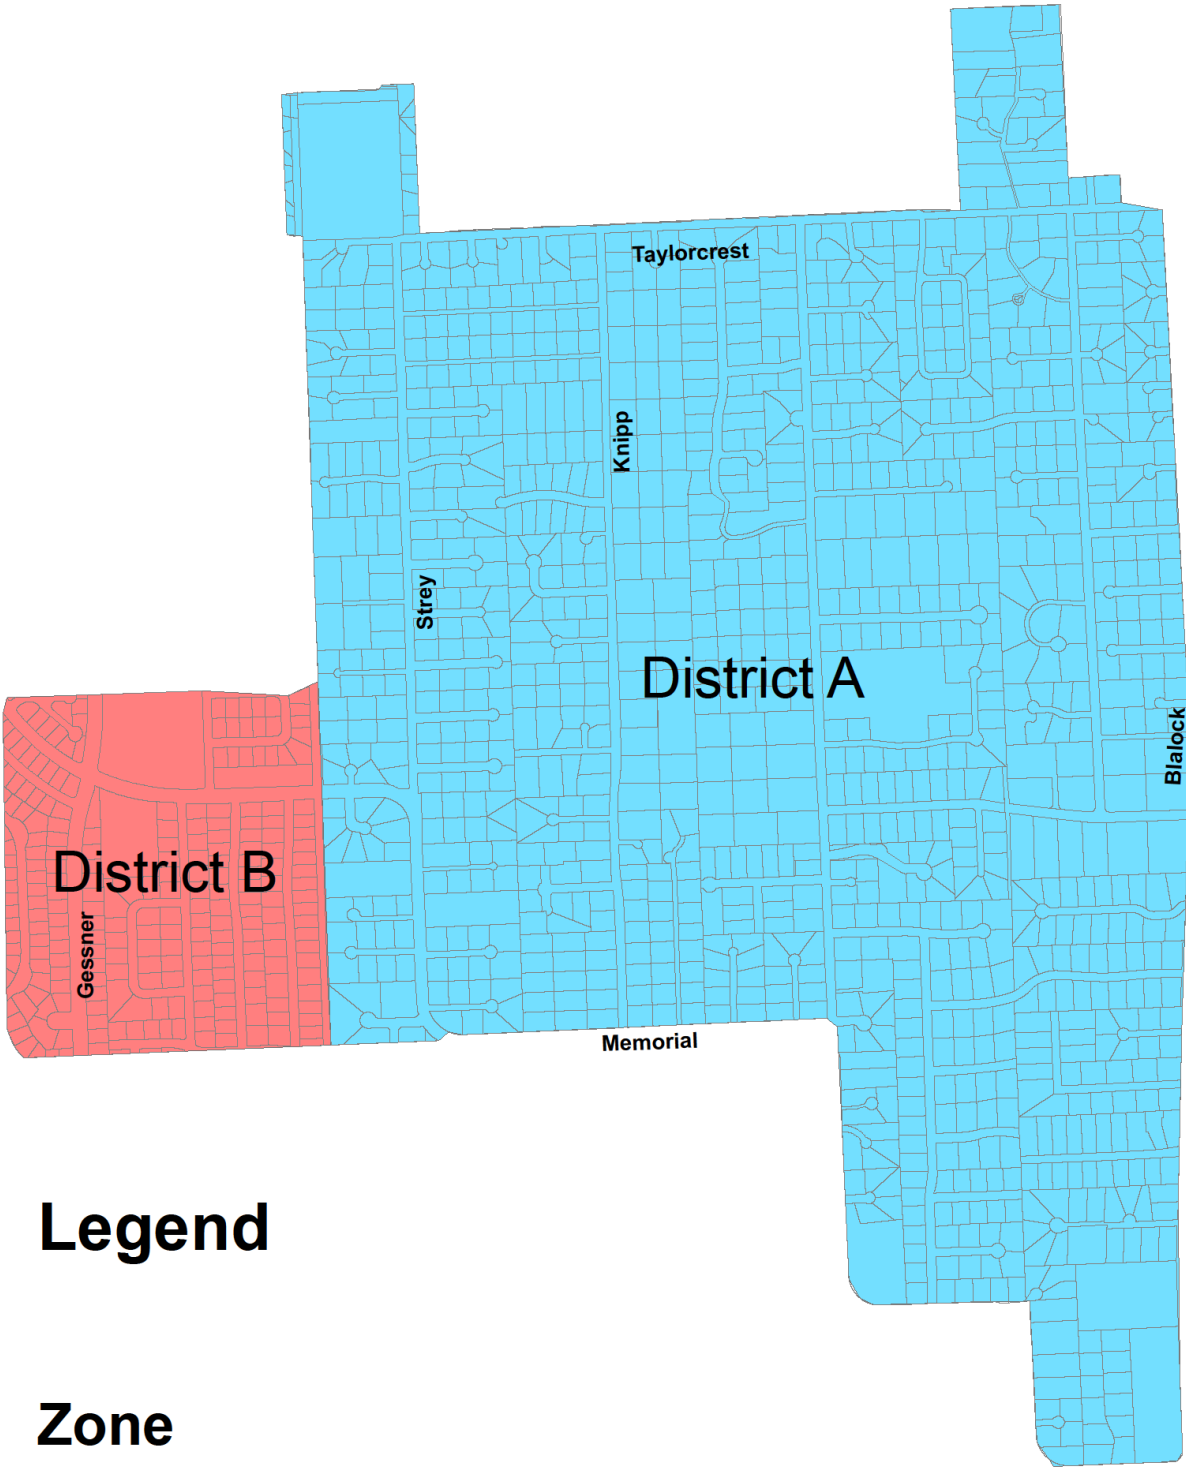 Taylorcrest
Knipp
Strey
District A
Blalock
District B
Gessner
Memorial
Legend
Zone